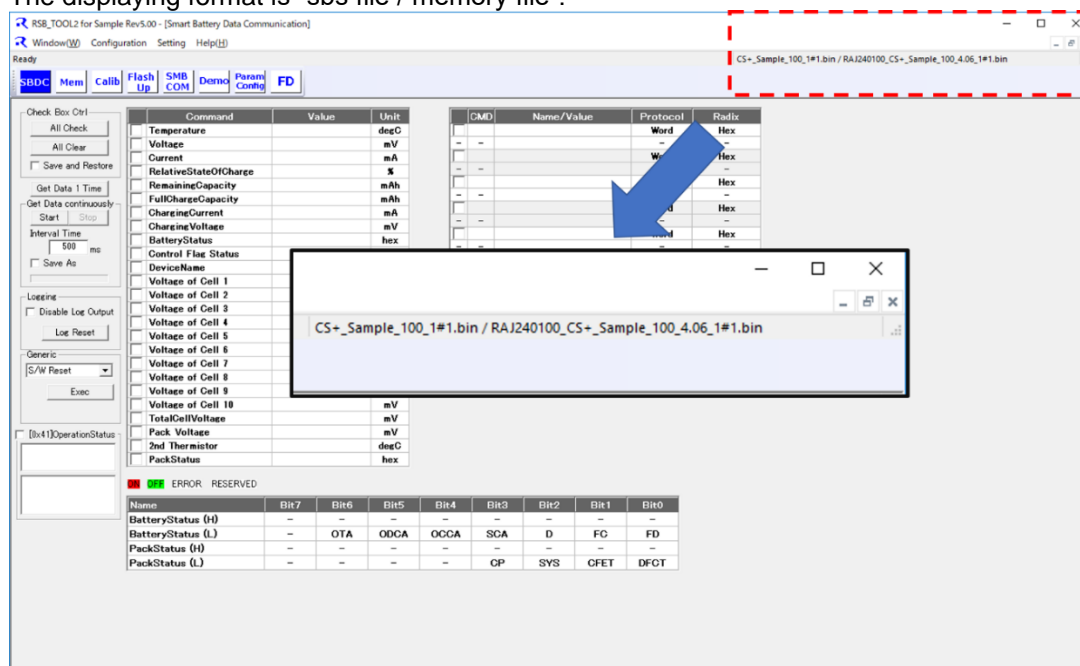 The displaying format is "sbs file / memory file".
RSB_TOOL2 for Sample Rev5.00 - [Smart Battery Data Communication]
Window(W) Configuration Setting Help(H)
Ready
CS+_Sample_100_1#1.bin / RAJ240100_CS+_Sample_100_4.06_1#1.bin
SBDC Mem Calib Flash Up SMB COM Demo Param Config FD
Check Box Ctrl
All Check
All Clear
Save and Restore
Get Data 1 Time
Get Data continuously
Start Stop
Interval Time
500 ms
Save As
Logging
Disable Log Output
Log Reset
Generic
S/W Reset
Exec
[0x41]OperationStatus
Command Value Unit
Temperature degC
Voltage mV
Current mA
RelativeStateOfCharge %
RemainingCapacity mAh
FullChargeCapacity mAh
ChargingCurrent mA
ChargingVoltage mV
BatteryStatus hex
Control Flag Status
DeviceName
Voltage of Cell 1
Voltage of Cell 2
Voltage of Cell 3
Voltage of Cell 4
Voltage of Cell 5
Voltage of Cell 6
Voltage of Cell 7
Voltage of Cell 8
Voltage of Cell 9
Voltage of Cell 10 mV
TotalCellVoltage mV
Pack Voltage mV
2nd Thermistor degC
PackStatus hex
CMD Name/Value Protocol Radix
Word Hex
- - - -
Hex
- - -
Hex
- - -
Hex
- - - -
Hex
- - - -
CS+_Sample_100_1#1.bin / RAJ240100_CS+_Sample_100_4.06_1#1.bin
ON OFF ERROR RESERVED
Name Bit7 Bit6 Bit5 Bit4 Bit3 Bit2 Bit1 Bit0
BatteryStatus (H) - - - - - - - -
BatteryStatus (L) - OTA ODCA OCCA SCA D FC FD
PackStatus (H) - - - - - - - -
PackStatus (L) - - - - CP SYS CFET DFCT